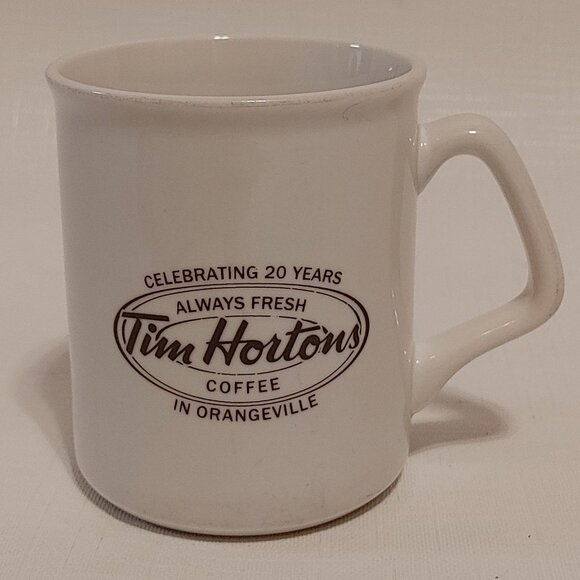 CELEBRATING 20 YEARS
ALWAYS FRESH
Tim Hortons
COFFEE
IN ORANGEVILLE